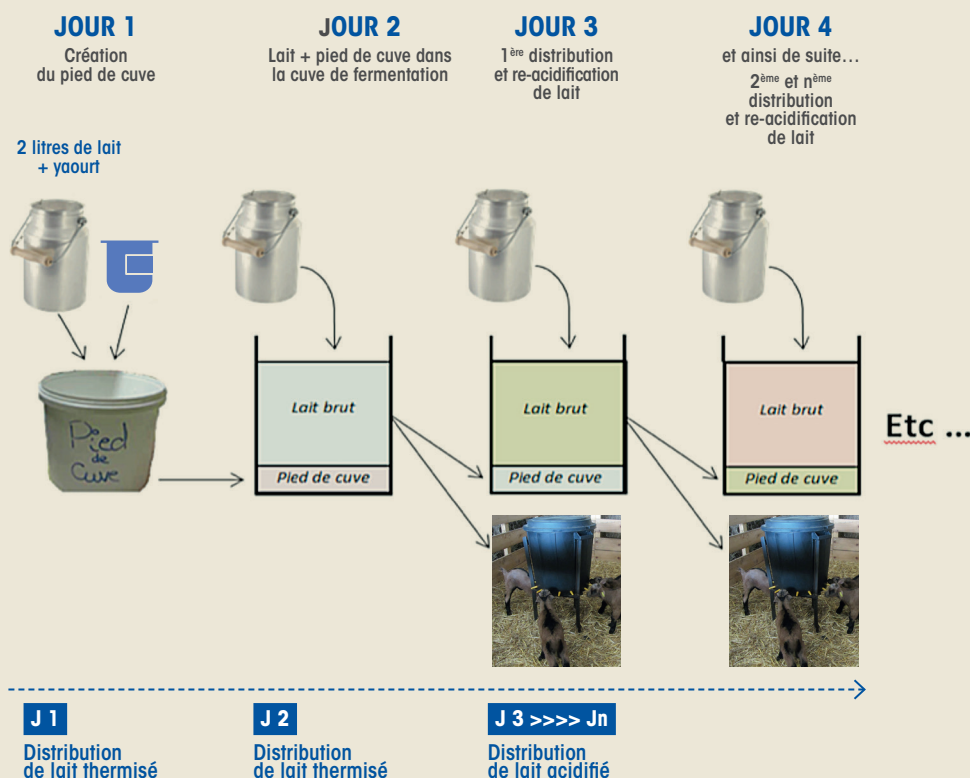 JOUR 1
Création
du pied de cuve
2 litres de lait
+ yaourt
Pied
de
Cuve
JOUR 2
Lait + pied de cuve dans
la cuve de fermentation
Lait brut
Pied de cuve
JOUR 3
1ère distribution
et re-acidification
de lait
Lait brut
Pied de cuve
JOUR 4
et ainsi de suite…
2ème et nème
distribution
et re-acidification
de lait
Lait brut
Pied de cuve
Etc ...
J 1
Distribution
de lait thermisé
J 2
Distribution
de lait thermisé
J 3 >>>> Jn
Distribution
de lait acidifié